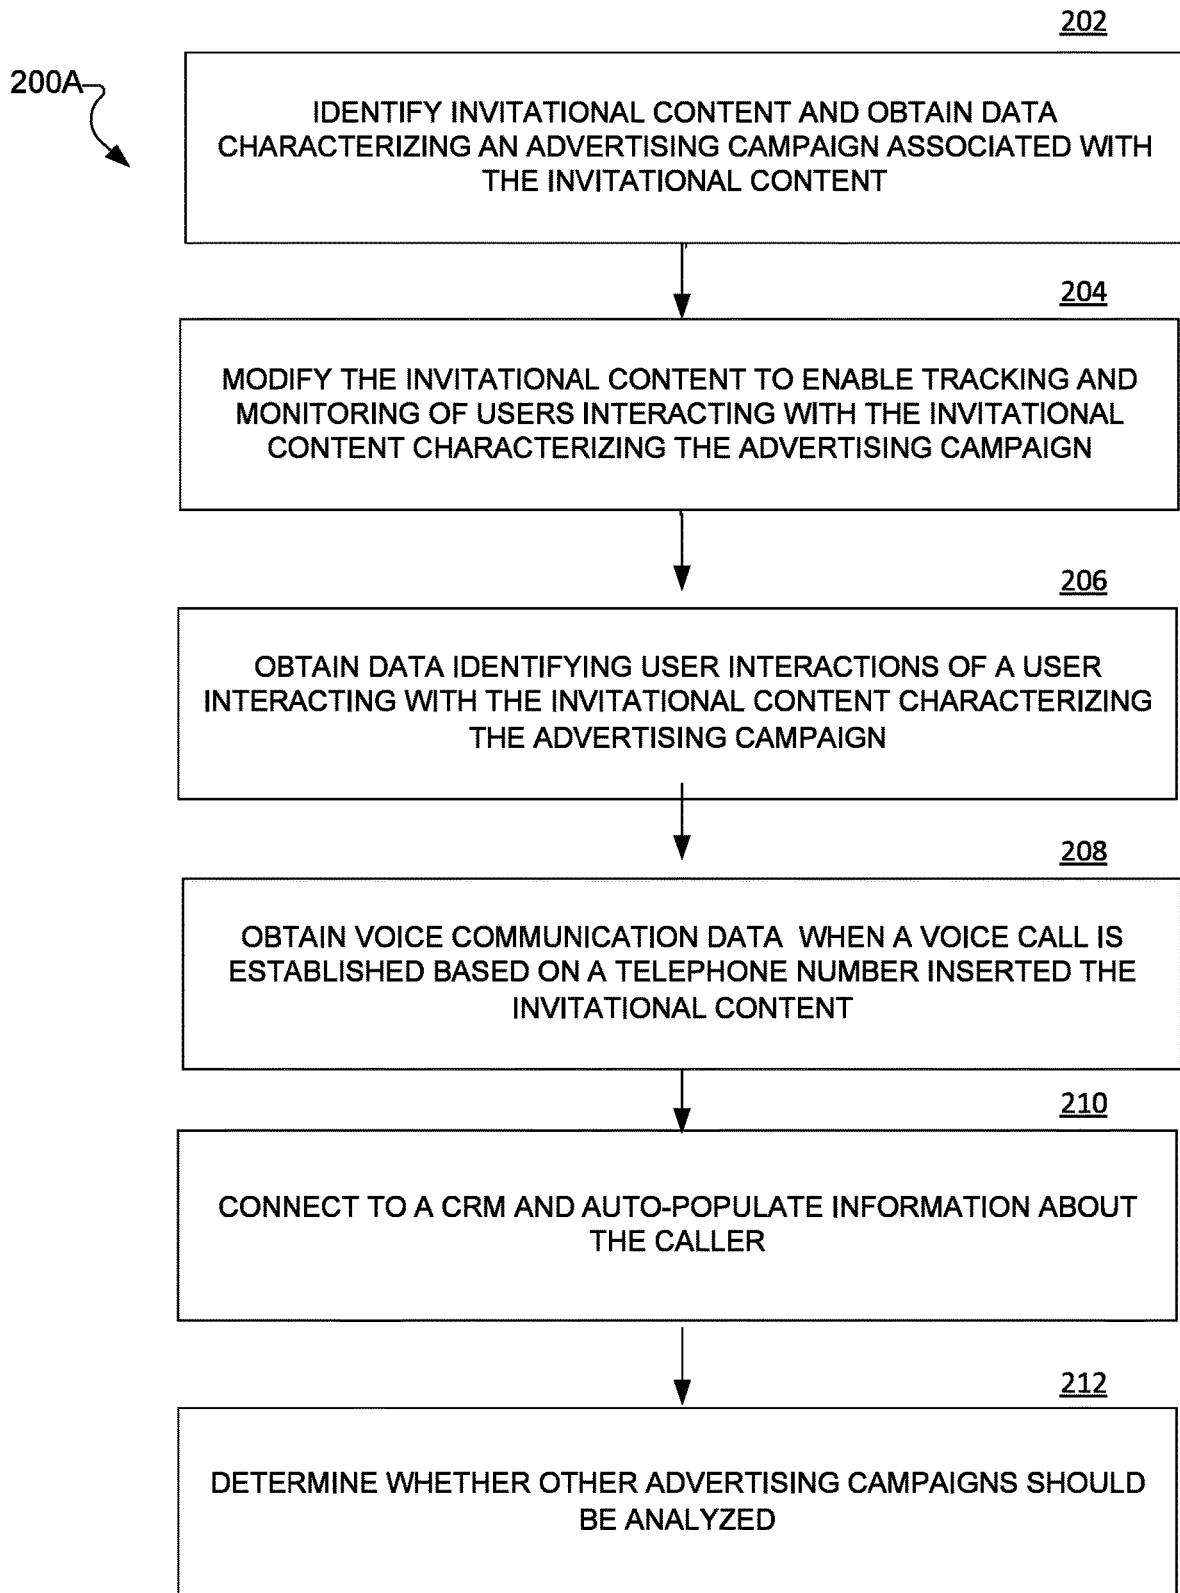 202
200A
IDENTIFY INVITATIONAL CONTENT AND OBTAIN DATA
CHARACTERIZING AN ADVERTISING CAMPAIGN ASSOCIATED WITH
THE INVITATIONAL CONTENT
204
MODIFY THE INVITATIONAL CONTENT TO ENABLE TRACKING AND
MONITORING OF USERS INTERACTING WITH THE INVITATIONAL
CONTENT CHARACTERIZING THE ADVERTISING CAMPAIGN
206
OBTAIN DATA IDENTIFYING USER INTERACTIONS OF A USER
INTERACTING WITH THE INVITATIONAL CONTENT CHARACTERIZING
THE ADVERTISING CAMPAIGN
208
OBTAIN VOICE COMMUNICATION DATA  WHEN A VOICE CALL IS
ESTABLISHED BASED ON A TELEPHONE NUMBER INSERTED THE
INVITATIONAL CONTENT
210
CONNECT TO A CRM AND AUTO-POPULATE INFORMATION ABOUT
THE CALLER
212
DETERMINE WHETHER OTHER ADVERTISING CAMPAIGNS SHOULD
BE ANALYZED